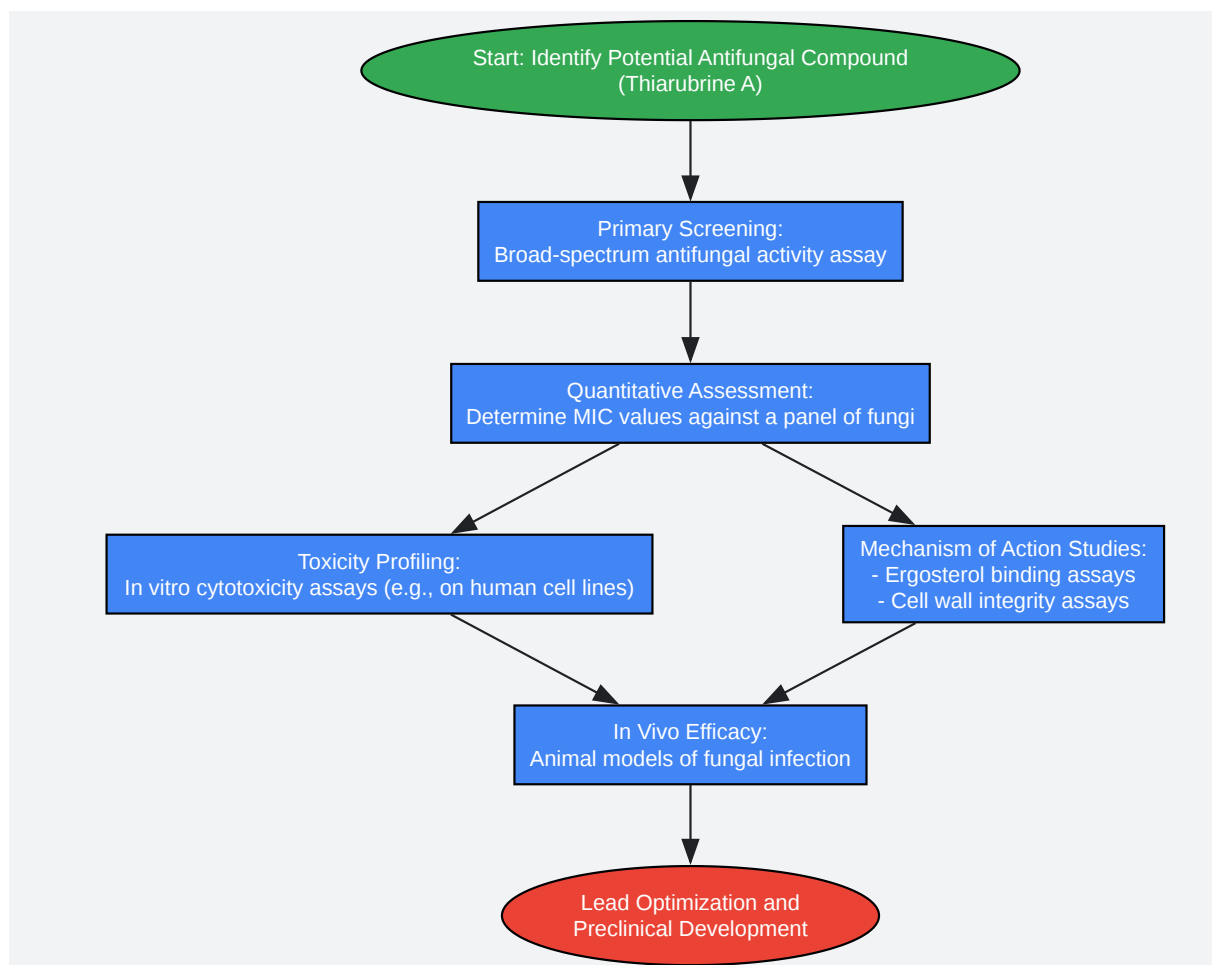 Start: Identify Potential Antifungal Compound
(Thiarubrine A)
Primary Screening:
Broad-spectrum antifungal activity assay
Quantitative Assessment:
Determine MIC values against a panel of fungi
Toxicity Profiling:
In vitro cytotoxicity assays (e.g., on human cell lines)
Mechanism of Action Studies:
- Ergosterol binding assays
- Cell wall integrity assays
In Vivo Efficacy:
Animal models of fungal infection
Lead Optimization and
Preclinical Development